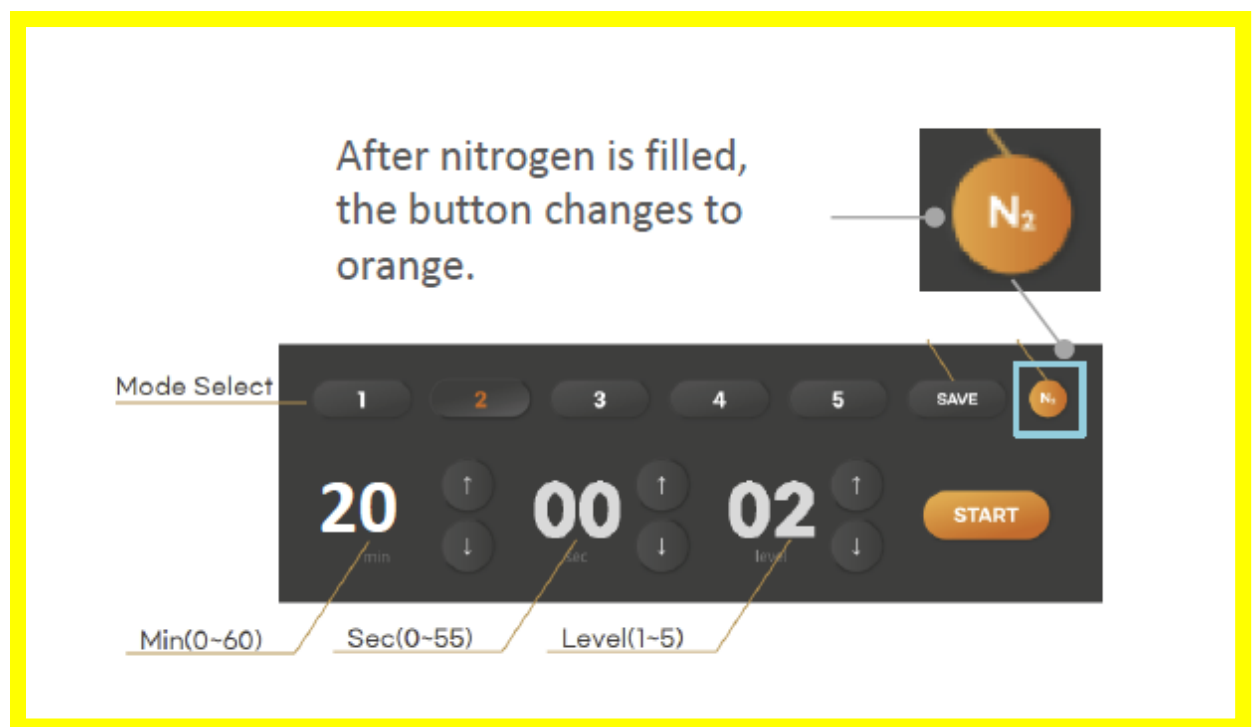 After nitrogen is filled,
the button changes to
orange.
N₂
Mode Select
1 2 3 4 5 SAVE N₂
20 min ↑ ↓ 00 sec ↑ ↓ 02 level ↑ ↓ START
Min(0~60) Sec(0~55) Level(1~5)